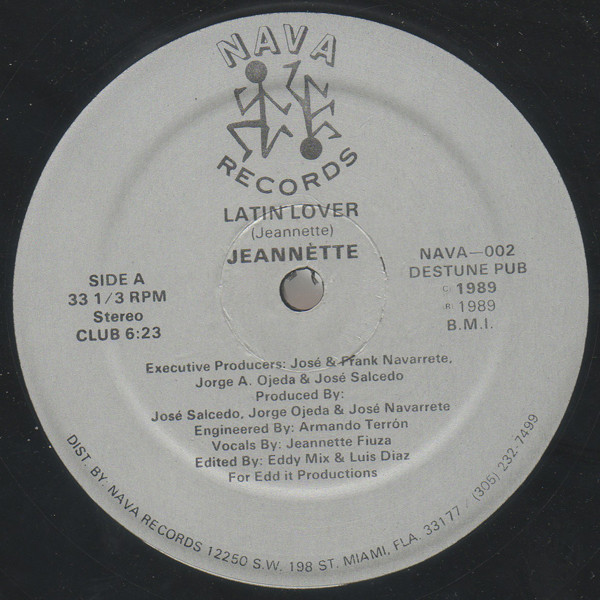 NAVA
RECORDS
LATIN LOVER
(Jeannette)
JEANNETTE
SIDE A
33 1/3 RPM
Stereo
CLUB 6:23
NAVA—002
DESTUNE PUB
© 1989
℗ 1989
B.M.I.
Executive Producers: José & Frank Navarrete,
Jorge A. Ojeda & José Salcedo
Produced By:
José Salcedo, Jorge Ojeda & José Navarrete
Engineered By: Armando Terrón
Vocals By: Jeannette Fiuza
Edited By: Eddy Mix & Luis Diaz
For Edd it Productions
DIST. BY: NAVA RECORDS 12250 S.W. 198 ST. MIAMI, FLA. 33177 / (305) 232-7499